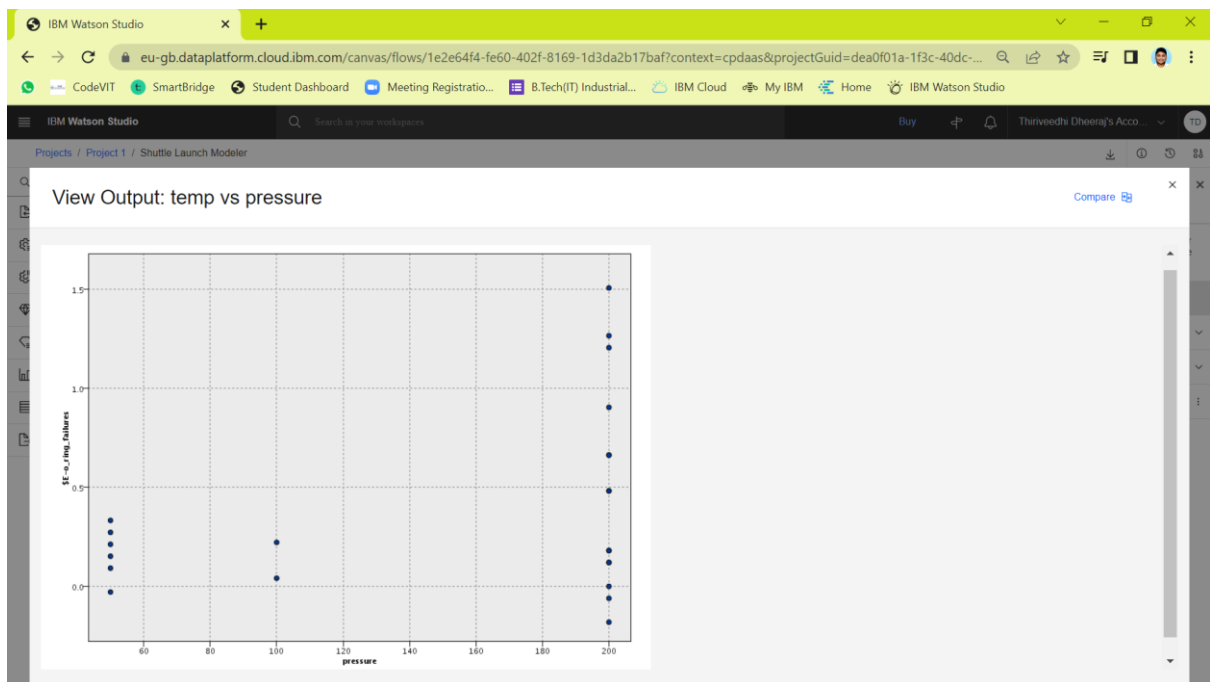 IBM Watson Studio
eu-gb.dataplatform.cloud.ibm.com/canvas/flows/1e2e64f4-fe60-402f-8169-1d3da2b17baf?context=cpdaas&projectGuid=dea0f01a-1f3c-40dc-...
CodeVIT SmartBridge Student Dashboard Meeting Registratio... B.Tech(IT) Industrial... IBM Cloud My IBM Home IBM Watson Studio
IBM Watson Studio Search in your workspaces Buy Thiriveedhi Dheeraj's Acco... TD
Projects / Project 1 / Shuttle Launch Modeler
View Output: temp vs pressure Compare
1.5
1.0
0.5
0.0
$E-o_ring_failures
60 80 100 120 140 160 180 200
pressure